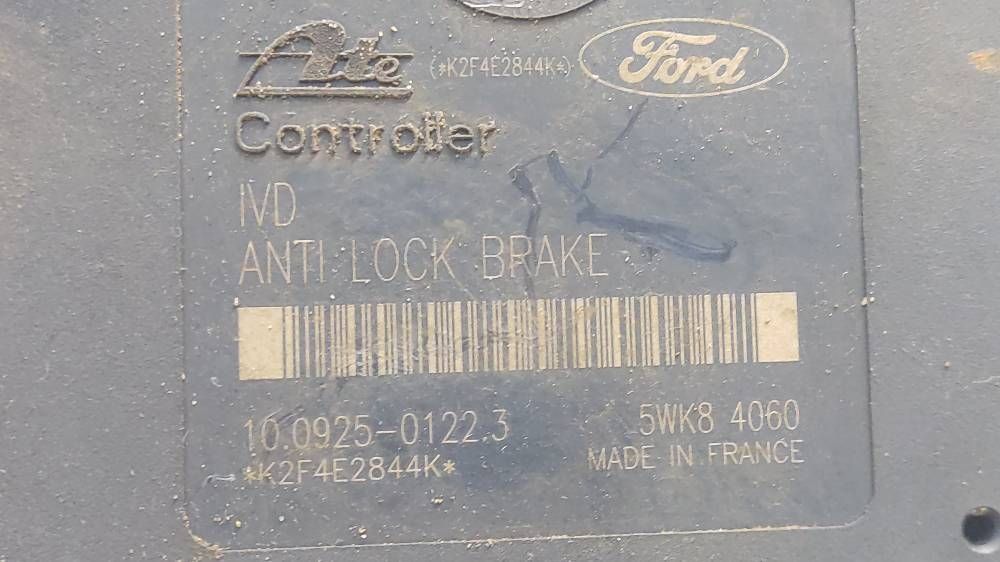 Ate (*K2F4E2844K*) Ford
Controller
IVD
ANTI LOCK BRAKE
10.0925-0122.3 5WK8 4060
*K2F4E2844K* MADE IN FRANCE